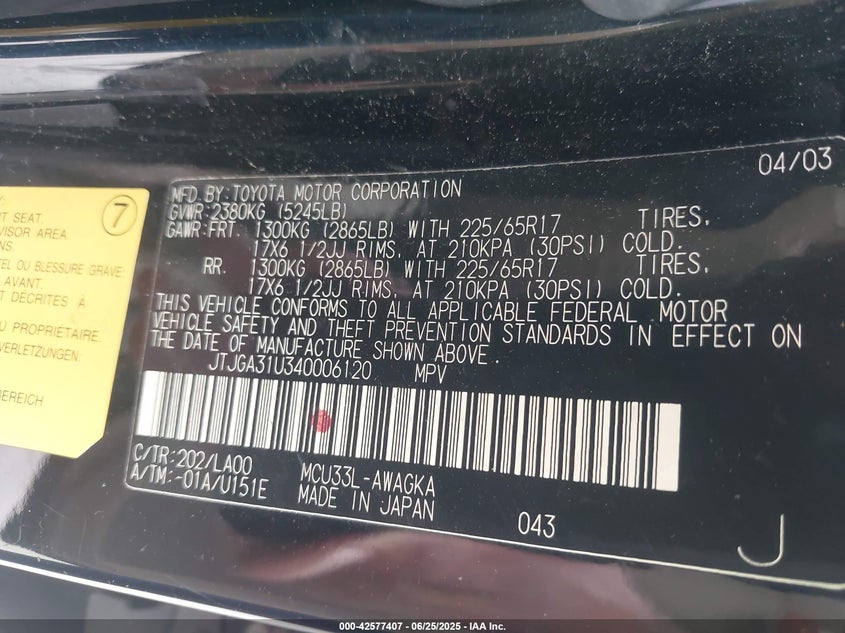 04/03
MFD.BY:TOYOTA MOTOR CORPORATION
GVWR:2380KG (5245LB)
GAWR:FRT. 1300KG (2865LB) WITH 225/65R17 TIRES,
17X6 1/2JJ RIMS, AT 210KPA (30PSI) COLD.
RR. 1300KG (2865LB) WITH 225/65R17 TIRES,
17X6 1/2JJ RIMS, AT 210KPA (30PSI) COLD.
THIS VEHICLE CONFORMS TO ALL APPLICABLE FEDERAL MOTOR
VEHICLE SAFETY AND THEFT PREVENTION STANDARDS IN EFFECT ON
THE DATE OF MANUFACTURE SHOWN ABOVE.
JTJGA31U340006120 MPV
C/TR:202/LA00 MCU33L-AWAGKA
A/TM:-01A/U151E MADE IN JAPAN
043
J
7
SEAT.
AREA:
TEL OU BLESSURE GRAVE:
AVANT.
DÉCRITES À
PROPRIÉTAIRE.
VERLETZUNGEN:
BEREICH
000-42577407 - 06/25/2025 - IAA Inc.